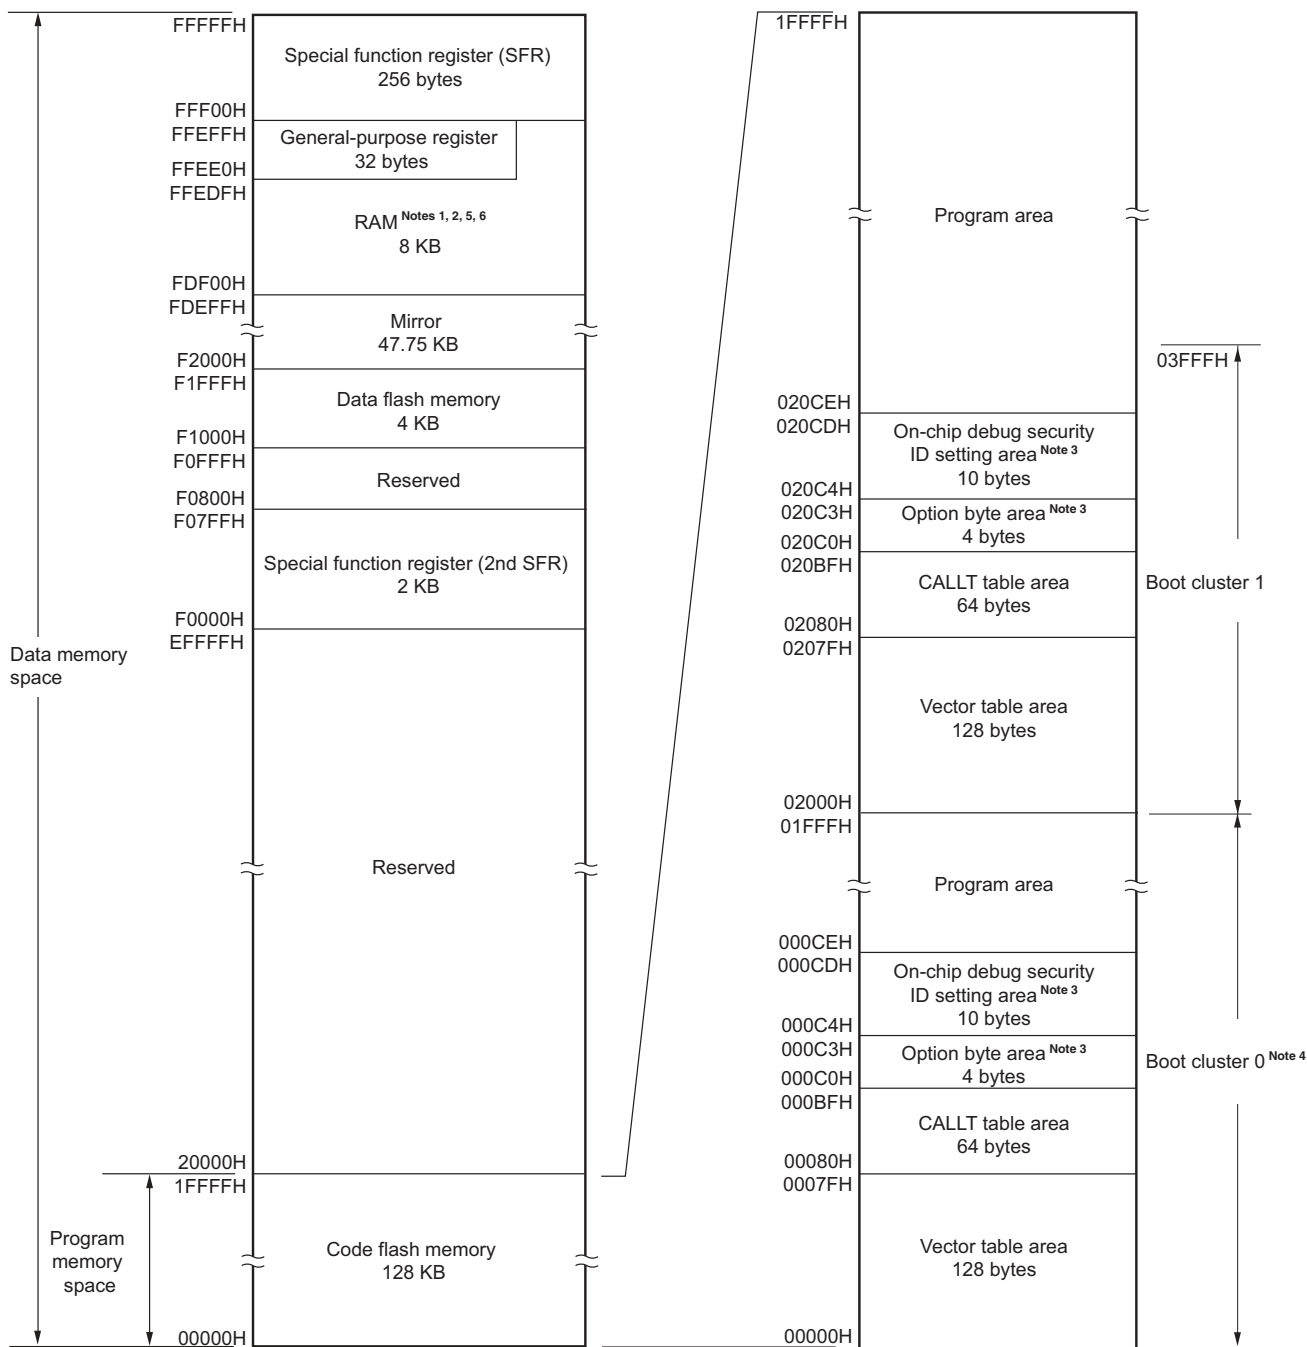 FFFFFH
Special function register (SFR)
256 bytes
FFF00H
FFEFFH
General-purpose register
32 bytes
FFEE0H
FFEDFH
RAM Notes 1, 2, 5, 6
8 KB
FDF00H
FDEFFH
Mirror
47.75 KB
F2000H
F1FFFH
Data flash memory
4 KB
F1000H
F0FFFH
Reserved
F0800H
F07FFH
Special function register (2nd SFR)
2 KB
F0000H
EFFFFH
Data memory
space
Reserved
20000H
1FFFFH
Program
memory
space
Code flash memory
128 KB
00000H
1FFFFH
Program area
03FFFH
020CEH
020CDH
On-chip debug security
ID setting area Note 3
10 bytes
020C4H
020C3H
Option byte area Note 3
4 bytes
020C0H
020BFH
CALLT table area
64 bytes
Boot cluster 1
02080H
0207FH
Vector table area
128 bytes
02000H
01FFFH
Program area
000CEH
000CDH
On-chip debug security
ID setting area Note 3
10 bytes
000C4H
000C3H
Option byte area Note 3
4 bytes
Boot cluster 0 Note 4
000C0H
000BFH
CALLT table area
64 bytes
00080H
0007FH
Vector table area
128 bytes
00000H